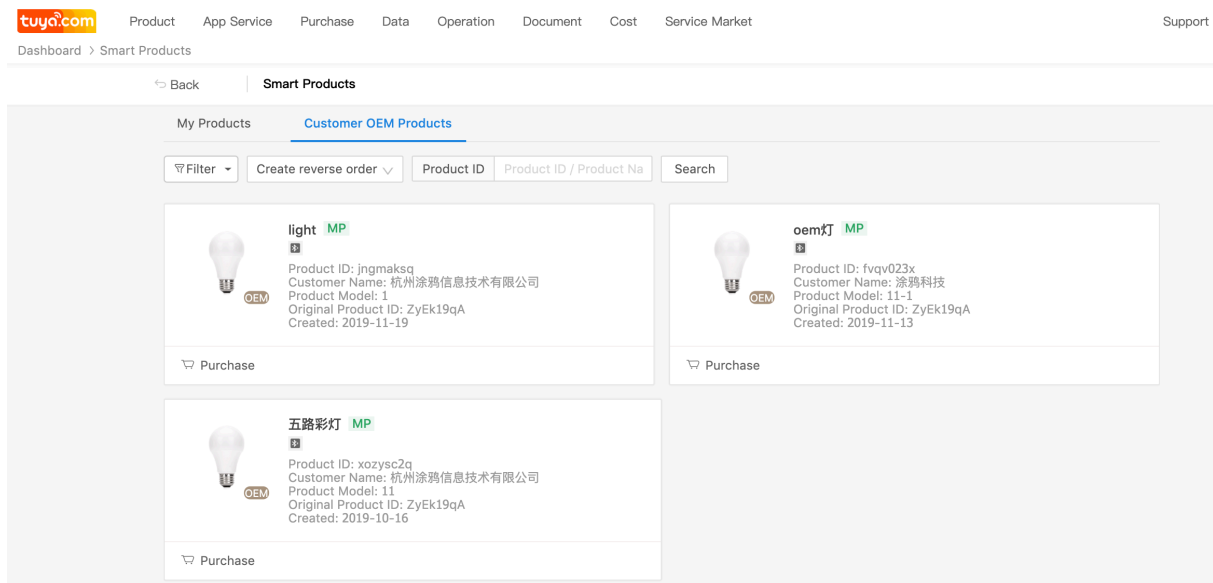 tuya.com Product App Service Purchase Data Operation Document Cost Service Market Support
Dashboard > Smart Products
Back Smart Products
My Products Customer OEM Products
Filter Create reverse order Product ID Product ID / Product Na Search
light MP
OEM
Product ID: jngmaksq
Customer Name: 杭州涂鸦信息技术有限公司
Product Model: 1
Original Product ID: ZyEk19qA
Created: 2019-11-19
Purchase
oem灯 MP
OEM
Product ID: fvqv023x
Customer Name: 涂鸦科技
Product Model: 11-1
Original Product ID: ZyEk19qA
Created: 2019-11-13
Purchase
五路彩灯 MP
OEM
Product ID: xozysc2q
Customer Name: 杭州涂鸦信息技术有限公司
Product Model: 11
Original Product ID: ZyEk19qA
Created: 2019-10-16
Purchase